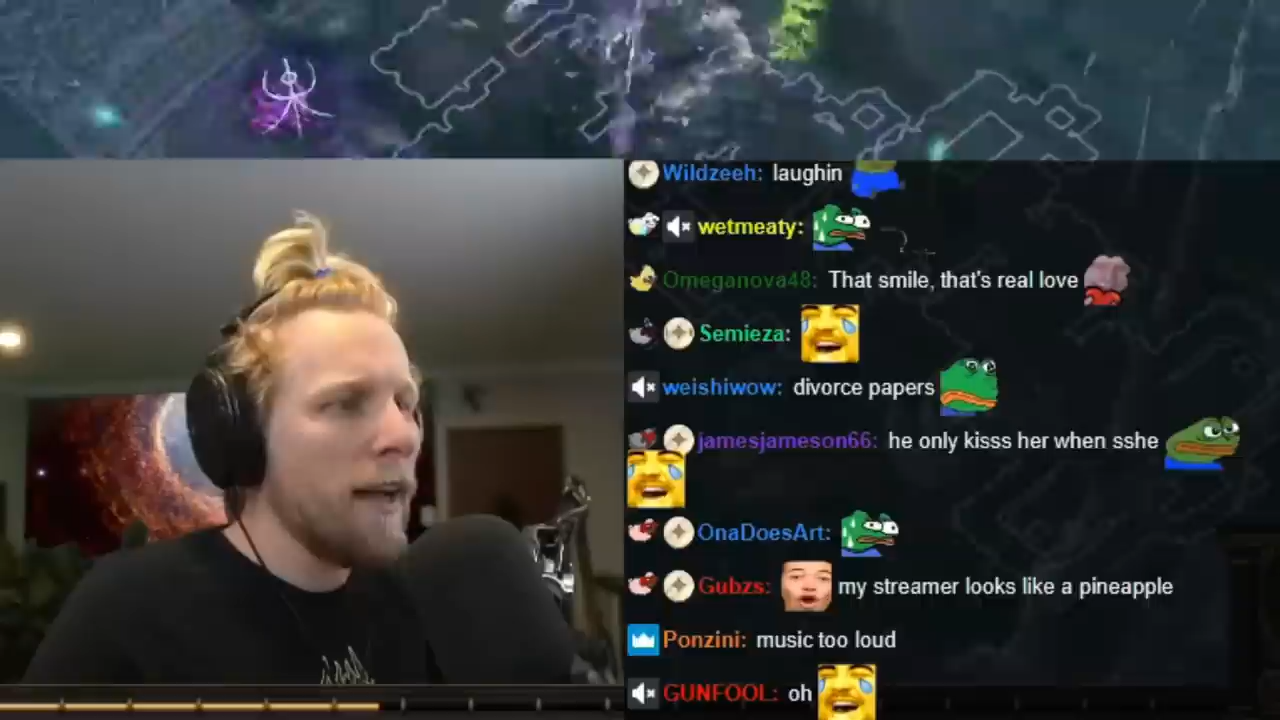 Wildzeeh: laughin
wetmeaty:
Omeganova48: That smile, that's real love
Semieza:
weishiwow: divorce papers
jamesjameson66: he only kisss her when sshe
OnaDoesArt:
Gubzs: my streamer looks like a pineapple
Ponzini: music too loud
GUNFOOL: oh